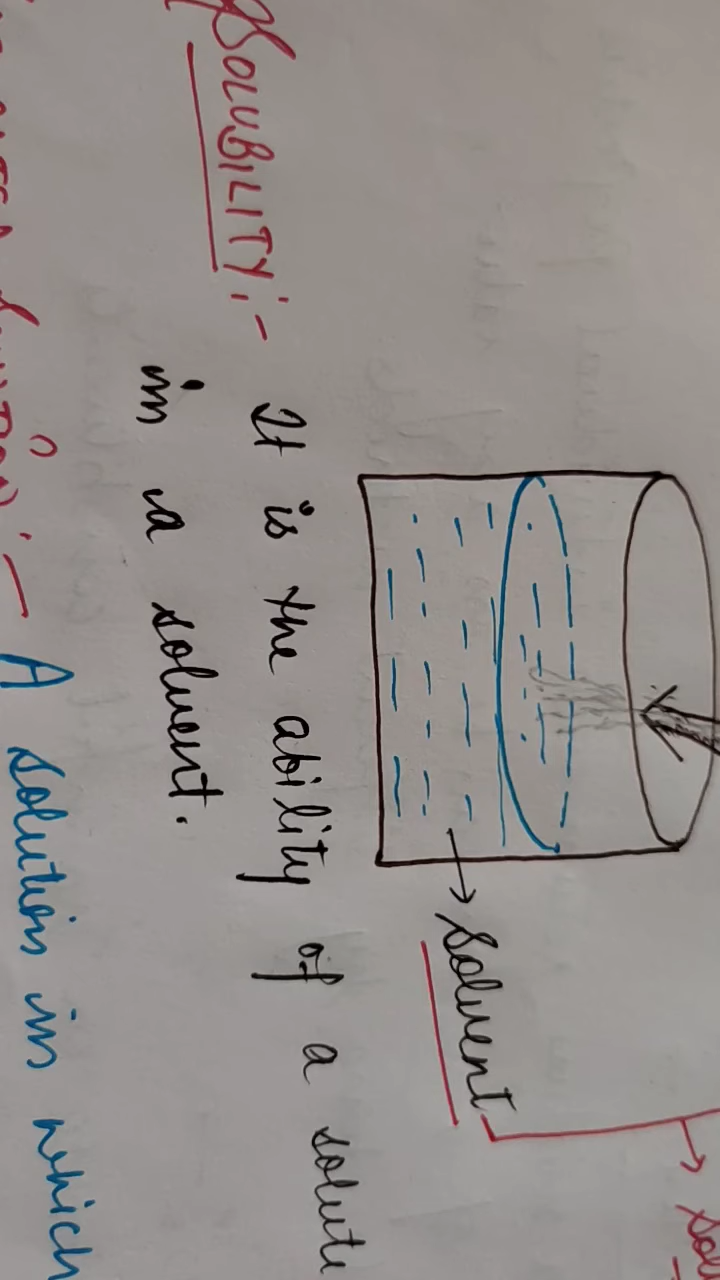 Solvent
SOLUBILITY:- It is the ability of a solute
in a solvent.
:- A solution in which